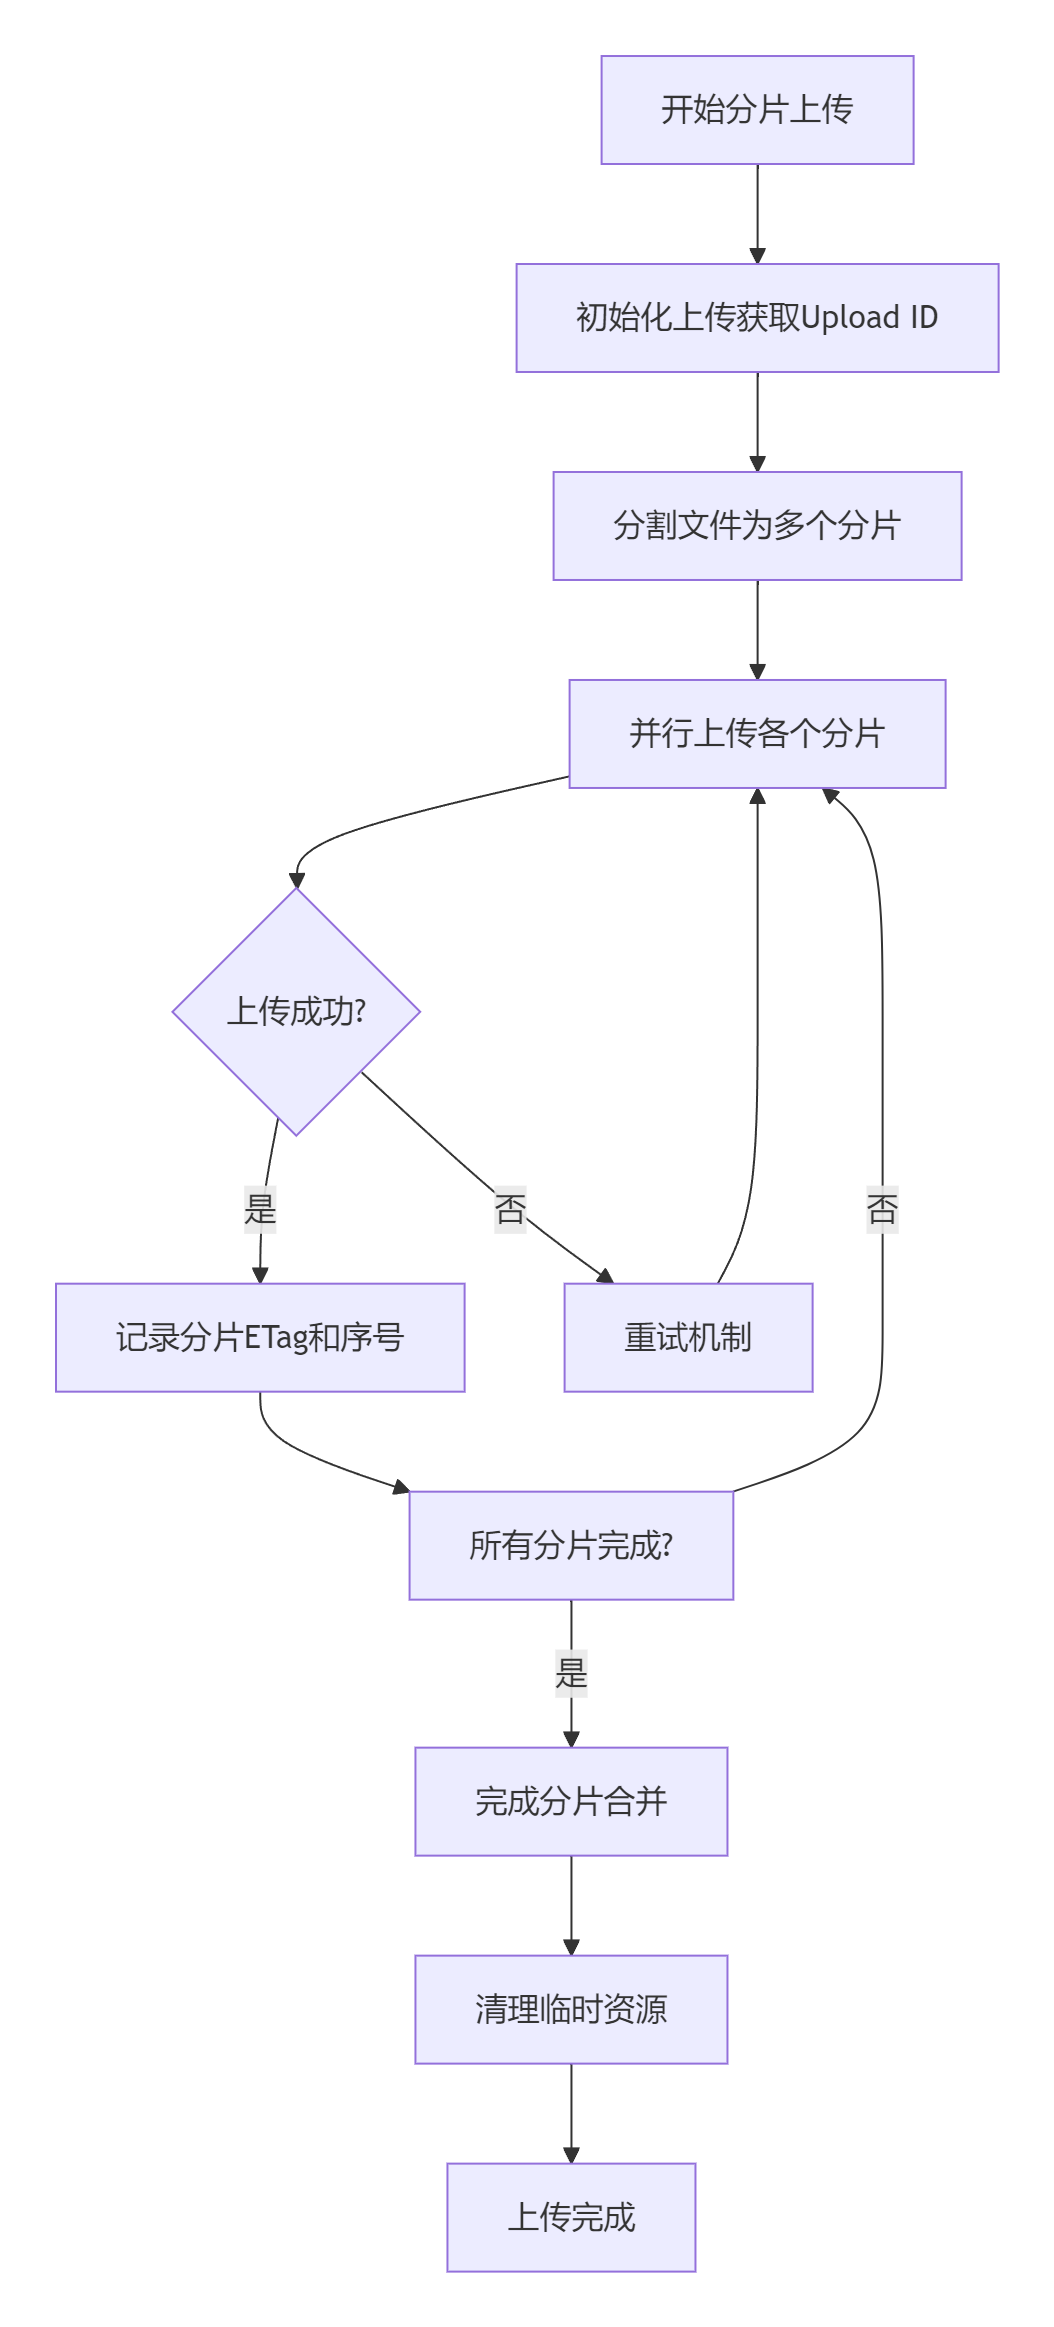 开始分片上传
初始化上传获取Upload ID
分割文件为多个分片
并行上传各个分片
上传成功?
是
否
否
记录分片ETag和序号
重试机制
所有分片完成?
是
完成分片合并
清理临时资源
上传完成